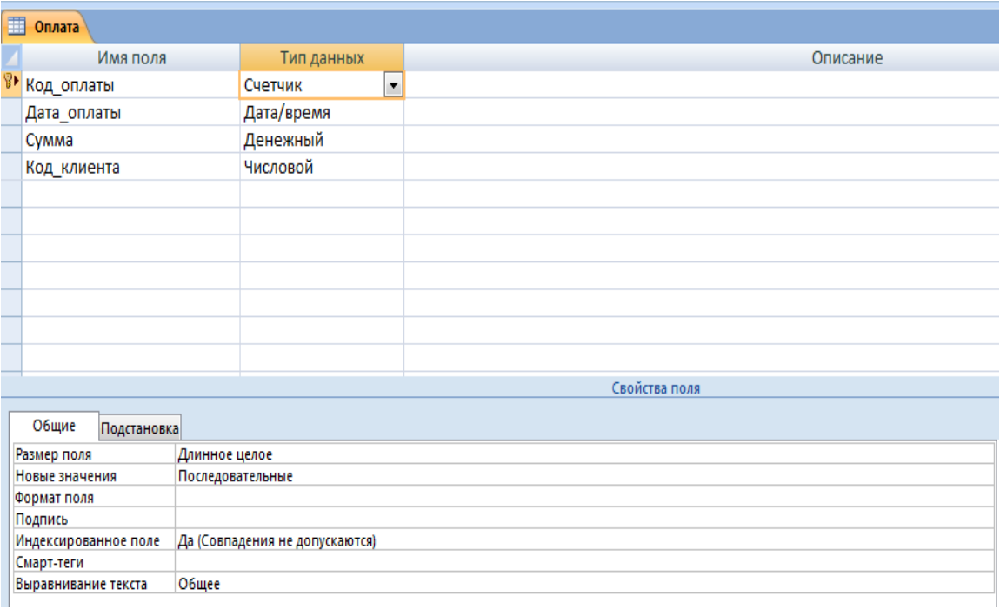 Оплата
Имя поля Тип данных Описание
Код_оплаты Счетчик
Дата_оплаты Дата/время
Сумма Денежный
Код_клиента Числовой
Свойства поля
Общие Подстановка
Размер поля Длинное целое
Новые значения Последовательные
Формат поля
Подпись
Индексированное поле Да (Совпадения не допускаются)
Смарт-теги
Выравнивание текста Общее